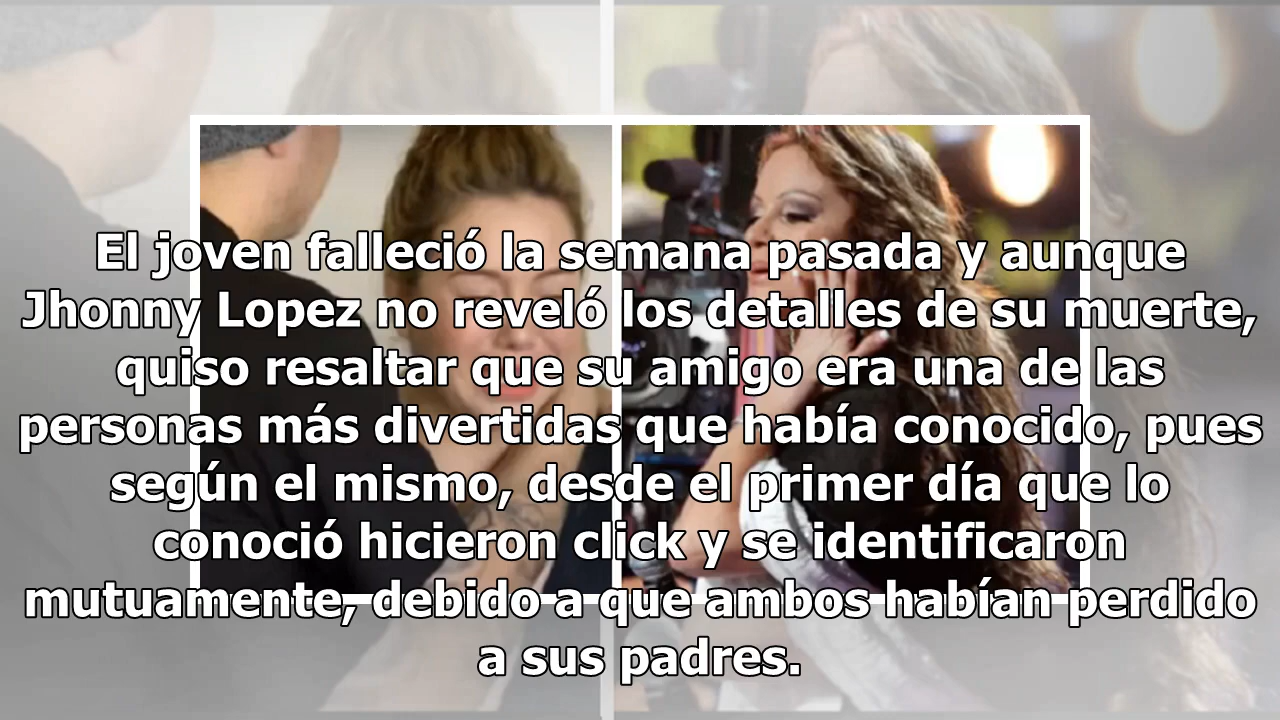 El joven falleció la semana pasada y aunque
Jhonny Lopez no reveló los detalles de su muerte,
quiso resaltar que su amigo era una de las
personas más divertidas que había conocido, pues
según el mismo, desde el primer día que lo
conoció hicieron click y se identificaron
mutuamente, debido a que ambos habían perdido
a sus padres.